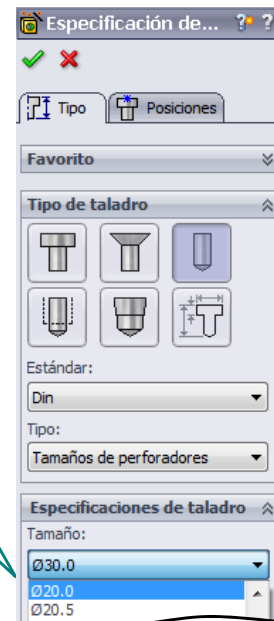 Especificación de... ? ?
Tipo
Posiciones
Favorito
Tipo de taladro
Estándar:
Din
Tipo:
Tamaños de perforadores
Especificaciones de taladro
Tamaño:
Ø30.0
Ø20.0
Ø20.5